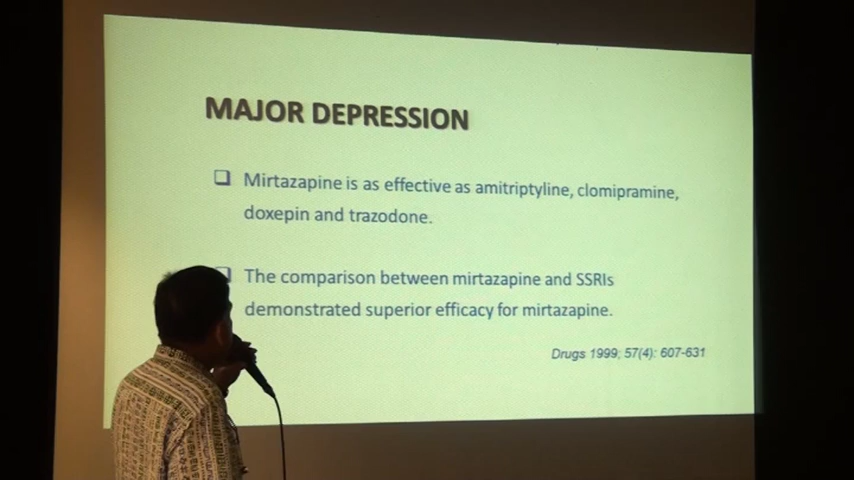 MAJOR DEPRESSION
Mirtazapine is as effective as amitriptyline, clomipramine,
doxepin and trazodone.
The comparison between mirtazapine and SSRIs
demonstrated superior efficacy for mirtazapine.
Drugs 1999; 57(4): 607-631